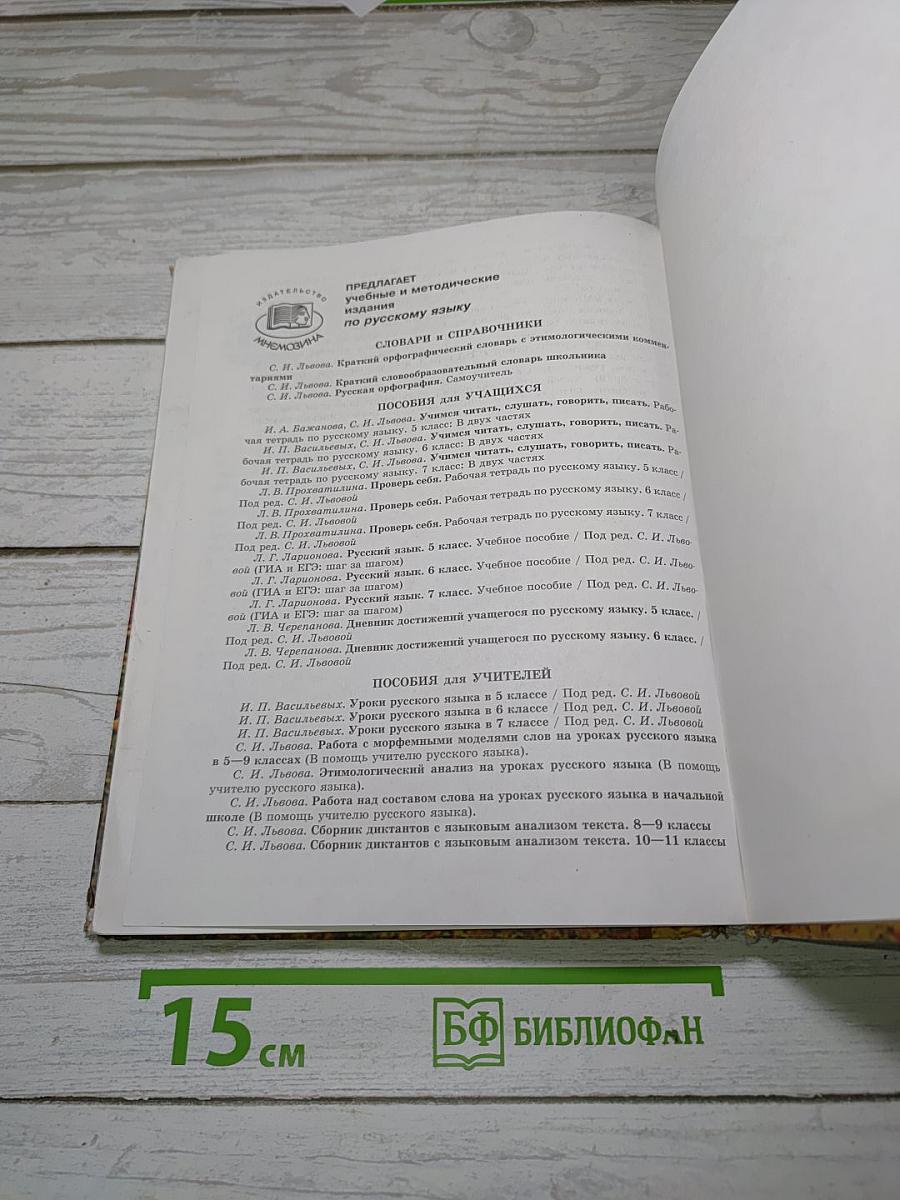 ИЗДАТЕЛЬСТВО
МНЕМОЗИНА
ПРЕДЛАГАЕТ
учебные и методические
издания
по русскому языку
СЛОВАРИ и СПРАВОЧНИКИ
С. И. Львова. Краткий орфографический словарь с этимологическими коммен-
тариями
С. И. Львова. Краткий словообразовательный словарь школьника
С. И. Львова. Русская орфография. Самоучитель
ПОСОБИЯ для УЧАЩИХСЯ
И. А. Бажанова, С. И. Львова. Учимся читать, слушать, говорить, писать. Рабо-
чая тетрадь по русскому языку. 5 класс: В двух частях
И. П. Васильевых, С. И. Львова. Учимся читать, слушать, говорить, писать. Ра-
бочая тетрадь по русскому языку. 6 класс: В двух частях
И. П. Васильевых, С. И. Львова. Учимся читать, слушать, говорить, писать. Ра-
бочая тетрадь по русскому языку. 7 класс: В двух частях
Л. В. Прохватилина. Проверь себя. Рабочая тетрадь по русскому языку. 5 класс /
Под ред. С. И. Львовой
Л. В. Прохватилина. Проверь себя. Рабочая тетрадь по русскому языку. 6 класс /
Под ред. С. И. Львовой
Л. В. Прохватилина. Проверь себя. Рабочая тетрадь по русскому языку. 7 класс /
Под ред. С. И. Львовой
Л. Г. Ларионова. Русский язык. 5 класс. Учебное пособие / Под ред. С. И. Льво-
вой (ГИА и ЕГЭ: шаг за шагом)
Л. Г. Ларионова. Русский язык. 6 класс. Учебное пособие / Под ред. С. И. Льво-
вой (ГИА и ЕГЭ: шаг за шагом)
Л. Г. Ларионова. Русский язык. 7 класс. Учебное пособие / Под ред. С. И. Льво-
вой (ГИА и ЕГЭ: шаг за шагом)
Л. В. Черепанова. Дневник достижений учащегося по русскому языку. 5 класс. /
Под ред. С. И. Львовой
Л. В. Черепанова. Дневник достижений учащегося по русскому языку. 6 класс. /
Под ред. С. И. Львовой
ПОСОБИЯ для УЧИТЕЛЕЙ
И. П. Васильевых. Уроки русского языка в 5 классе / Под ред. С. И. Львовой
И. П. Васильевых. Уроки русского языка в 6 классе / Под ред. С. И. Львовой
И. П. Васильевых. Уроки русского языка в 7 классе / Под ред. С. И. Львовой
С. И. Львова. Работа с морфемными моделями слов на уроках русского языка
в 5—9 классах (В помощь учителю русского языка).
С. И. Львова. Этимологический анализ на уроках русского языка (В помощь
учителю русского языка).
С. И. Львова. Работа над составом слова на уроках русского языка в начальной
школе (В помощь учителю русского языка).
С. И. Львова. Сборник диктантов с языковым анализом текста. 8—9 классы
С. И. Львова. Сборник диктантов с языковым анализом текста. 10—11 классы
15 см
БФ БИБЛИОФАН